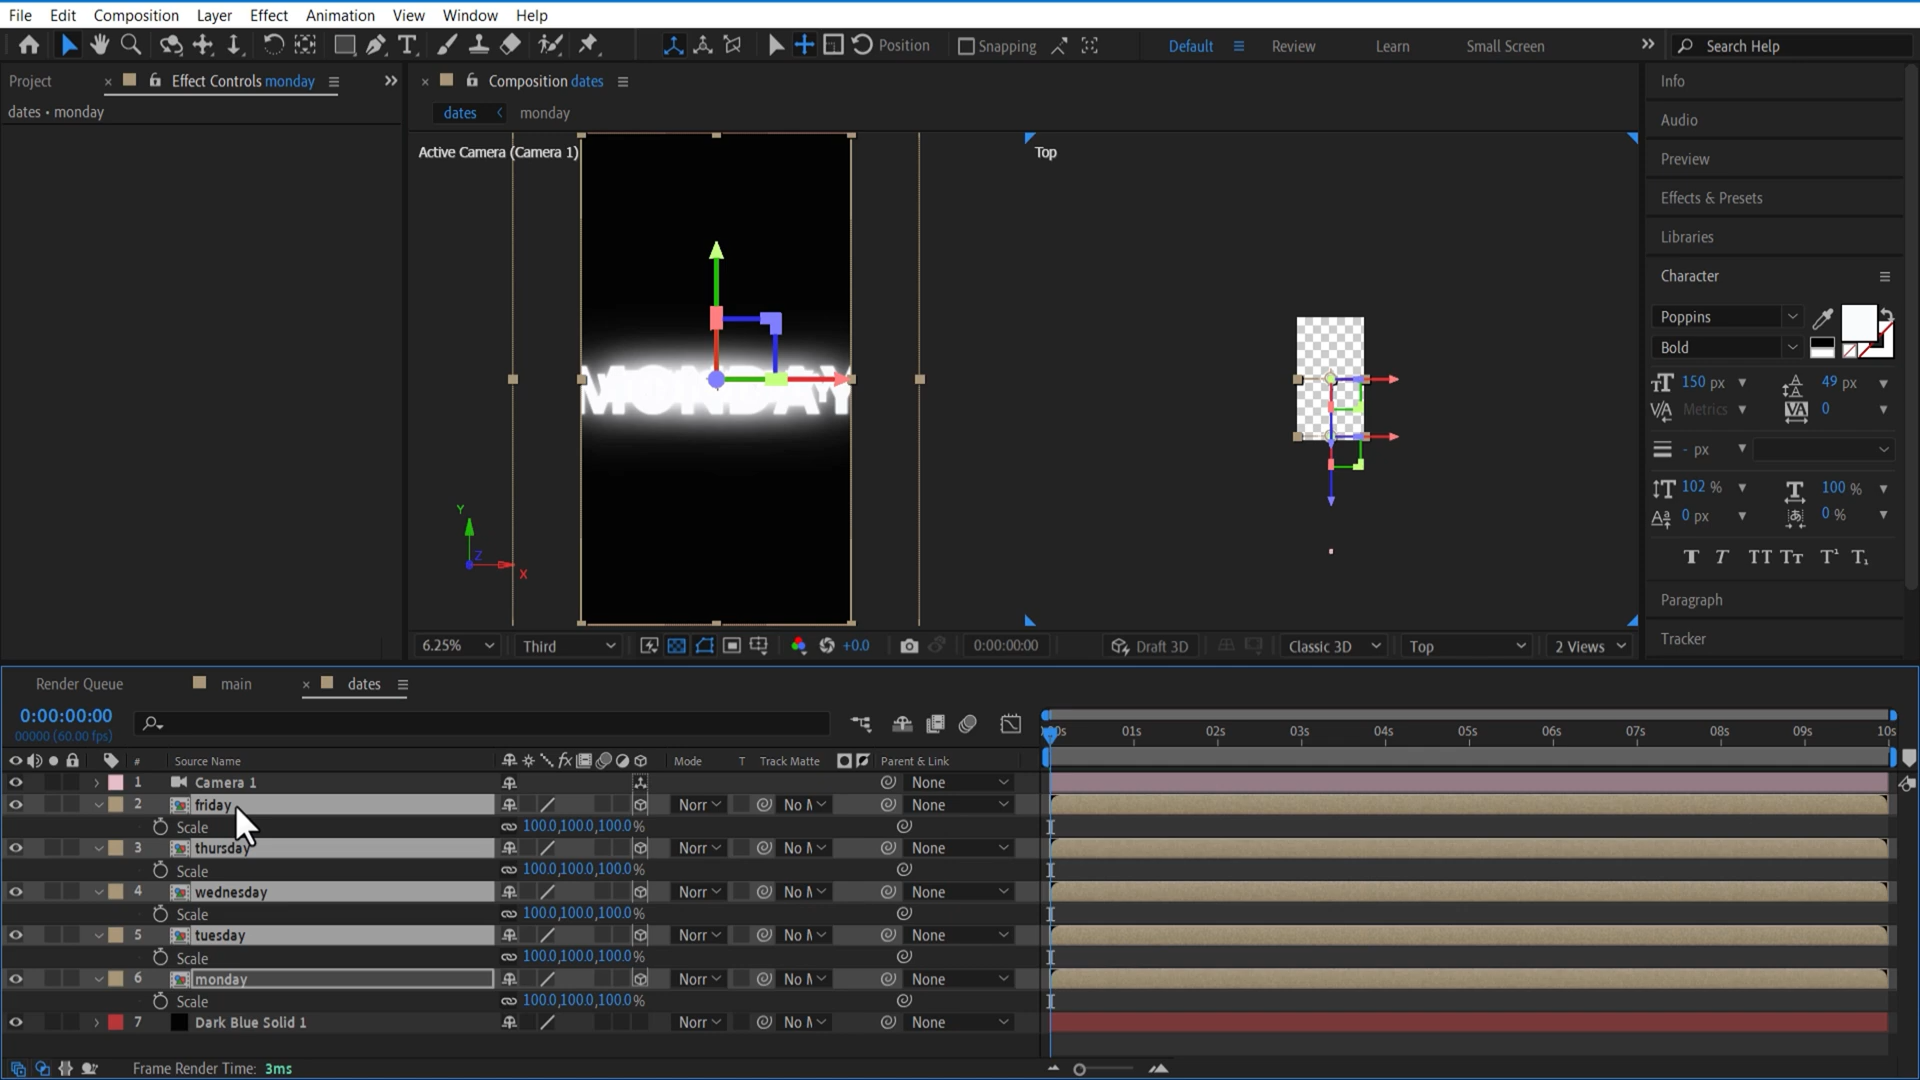 File Edit Composition Layer Effect Animation View Window Help
Position Snapping Default Review Learn Small Screen Search Help
Project Effect Controls monday
dates • monday
Composition dates
dates monday
Active Camera (Camera 1)
Top
MONDAY
Y
Z
X
6.25% Third +0.0 0:00:00:00 Draft 3D Classic 3D Top 2 Views
Info
Audio
Preview
Effects & Presets
Libraries
Character
Poppins
Bold
150 px 49 px
Metrics 0
- px
102 % 100 %
0 px 0 %
T T TT Tt T¹ T₁
Paragraph
Tracker
Render Queue main dates
0:00:00:00
00000 (60.00 fps)
01s 02s 03s 04s 05s 06s 07s 08s 09s 10s
# Source Name Mode T Track Matte Parent & Link
1 Camera 1 None
2 friday Norr No M None
Scale 100.0,100.0,100.0%
3 thursday Norr No M None
Scale 100.0,100.0,100.0%
4 wednesday Norr No M None
Scale 100.0,100.0,100.0%
5 tuesday Norr No M None
Scale 100.0,100.0,100.0%
6 monday Norr No M None
Scale 100.0,100.0,100.0%
7 Dark Blue Solid 1 Norr No M None
Frame Render Time: 3ms